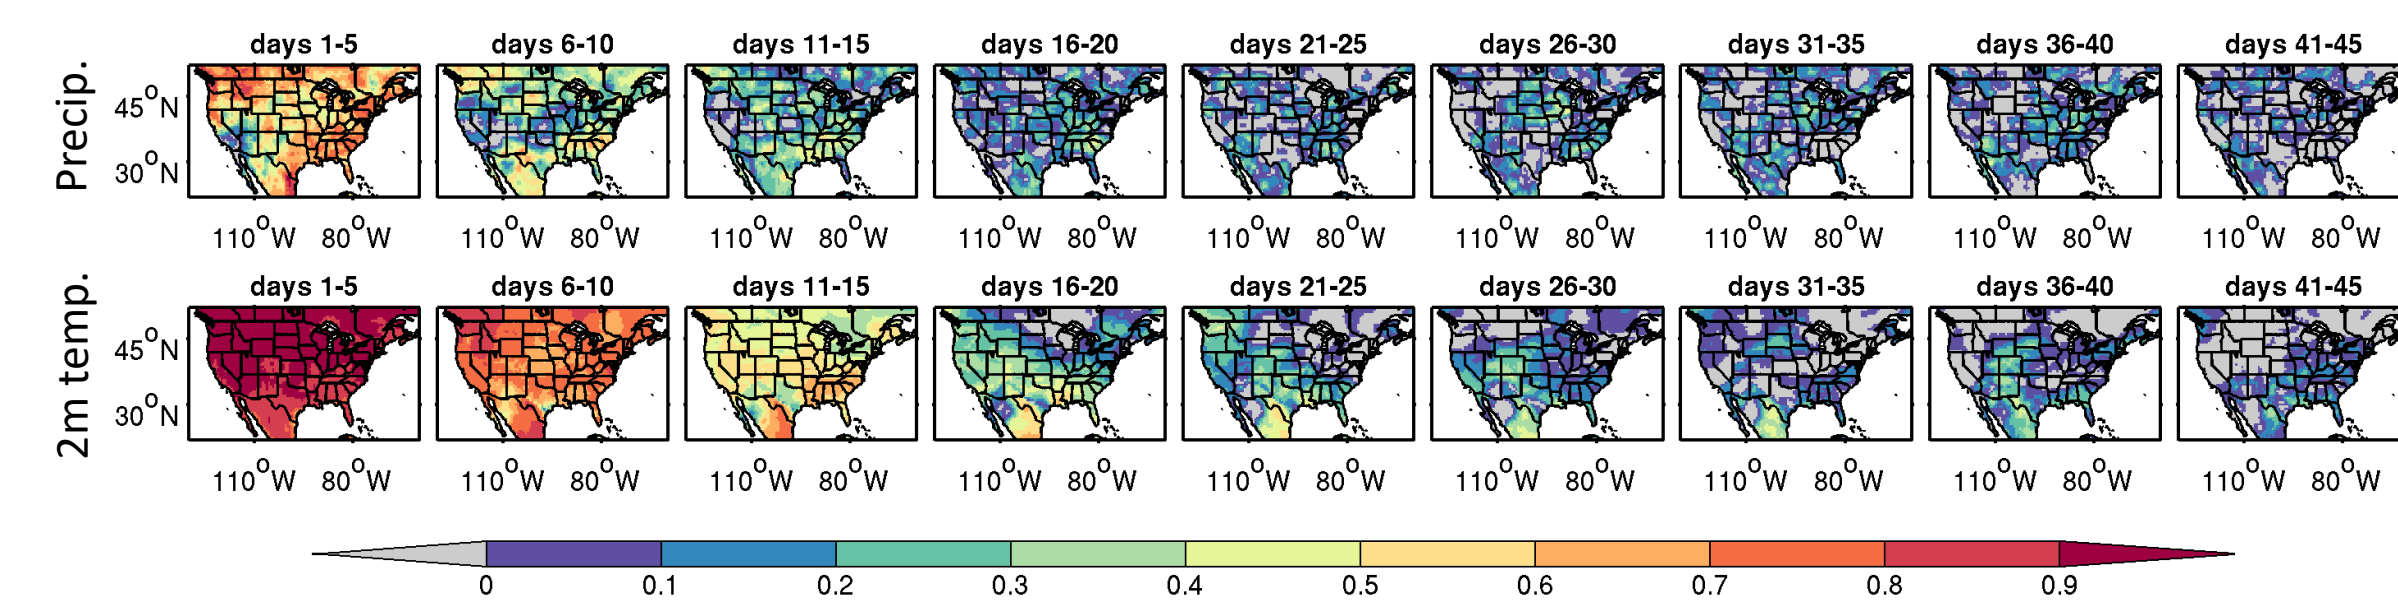 Precip.
days 1-5 days 6-10 days 11-15 days 16-20 days 21-25 days 26-30 days 31-35 days 36-40 days 41-45
45°N
30°N
110°W 80°W 110°W 80°W 110°W 80°W 110°W 80°W 110°W 80°W 110°W 80°W 110°W 80°W 110°W 80°W 110°W 80°W
2m temp.
days 1-5 days 6-10 days 11-15 days 16-20 days 21-25 days 26-30 days 31-35 days 36-40 days 41-45
45°N
30°N
110°W 80°W 110°W 80°W 110°W 80°W 110°W 80°W 110°W 80°W 110°W 80°W 110°W 80°W 110°W 80°W 110°W 80°W
0 0.1 0.2 0.3 0.4 0.5 0.6 0.7 0.8 0.9